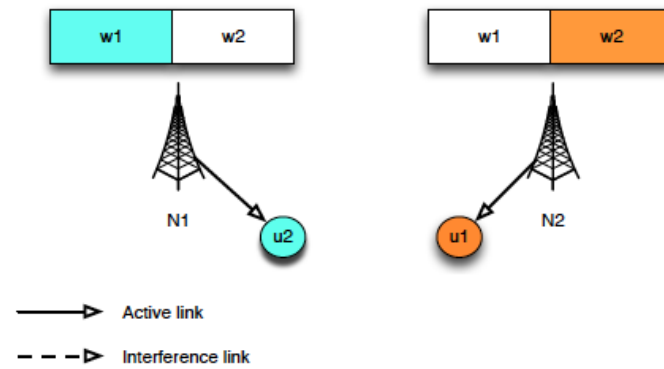 w1 w2 w1 w2
N1 N2
u2 u1
Active link
Interference link